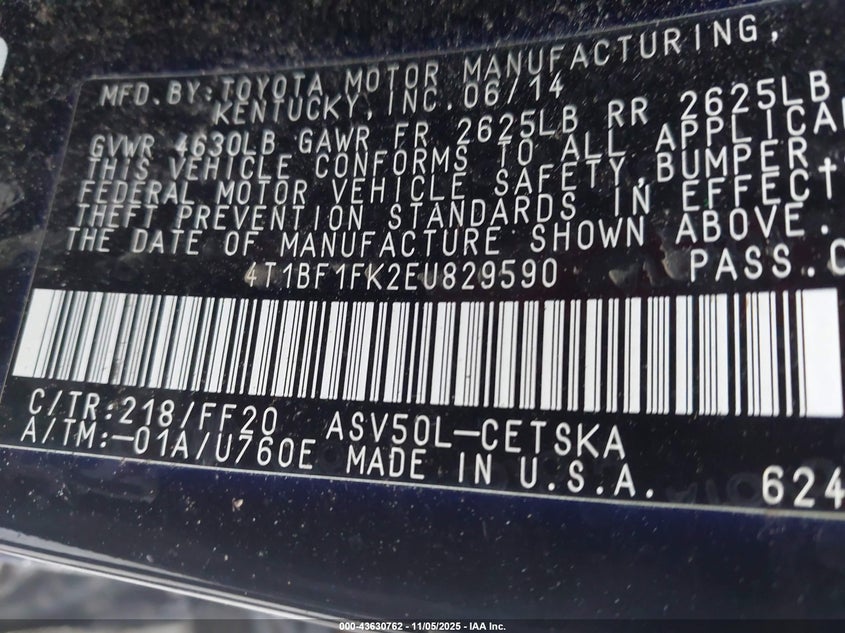 MFD.BY:TOYOTA MOTOR MANUFACTURING,
KENTUCKY, INC.06/14
GVWR 4630LB GAWR FR 2625LB RR 2625LB
THIS VEHICLE CONFORMS TO ALL APPLICA
FEDERAL MOTOR VEHICLE SAFETY,BUMPER
THEFT PREVENTION STANDARDS IN EFFECT
THE DATE OF MANUFACTURE SHOWN ABOVE.
4T1BF1FK2EU829590 PASS.C
C/TR:218/FF20 ASV50L-CETSKA
A/TM:-01A/U760E MADE IN U.S.A. 624
000-43630762 - 11/05/2025 - IAA Inc.